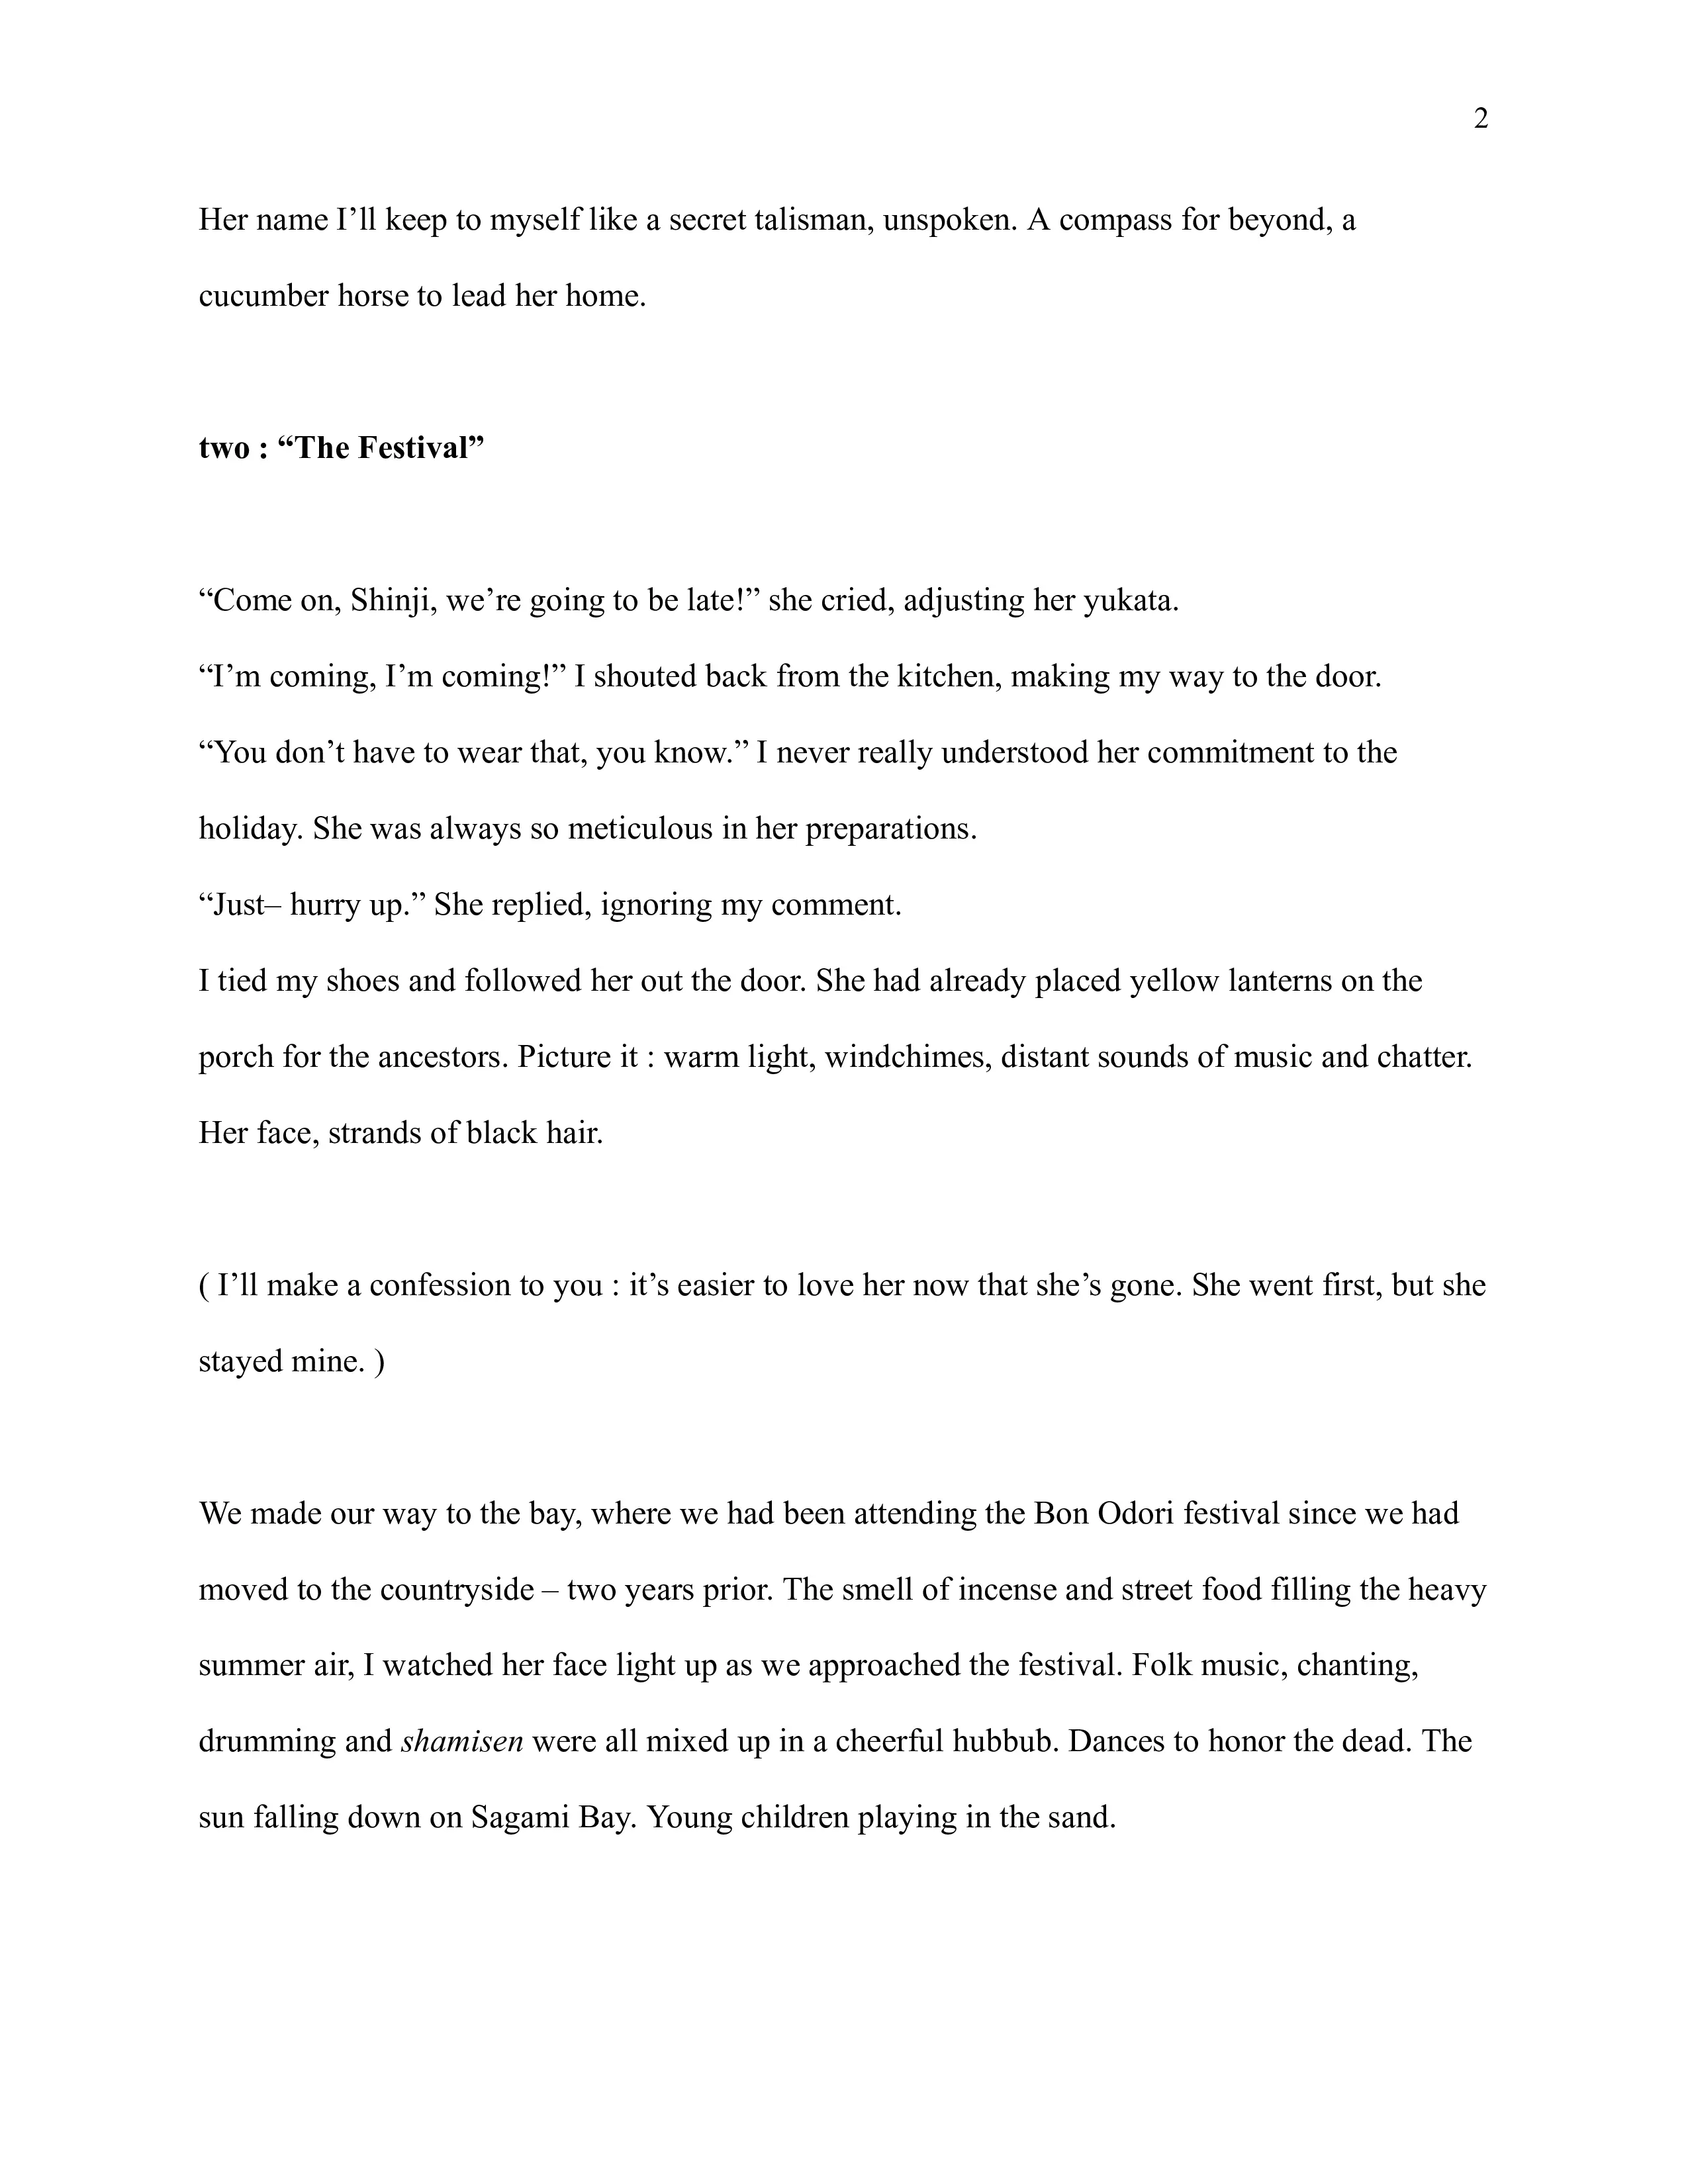 2
Her name I’ll keep to myself like a secret talisman, unspoken. A compass for beyond, a
cucumber horse to lead her home.
two : “The Festival”
“Come on, Shinji, we’re going to be late!” she cried, adjusting her yukata.
“I’m coming, I’m coming!” I shouted back from the kitchen, making my way to the door.
“You don’t have to wear that, you know.” I never really understood her commitment to the
holiday. She was always so meticulous in her preparations.
“Just– hurry up.” She replied, ignoring my comment.
I tied my shoes and followed her out the door. She had already placed yellow lanterns on the
porch for the ancestors. Picture it : warm light, windchimes, distant sounds of music and chatter.
Her face, strands of black hair.
( I’ll make a confession to you : it’s easier to love her now that she’s gone. She went first, but she
stayed mine. )
We made our way to the bay, where we had been attending the Bon Odori festival since we had
moved to the countryside – two years prior. The smell of incense and street food filling the heavy
summer air, I watched her face light up as we approached the festival. Folk music, chanting,
drumming and shamisen were all mixed up in a cheerful hubbub. Dances to honor the dead. The
sun falling down on Sagami Bay. Young children playing in the sand.